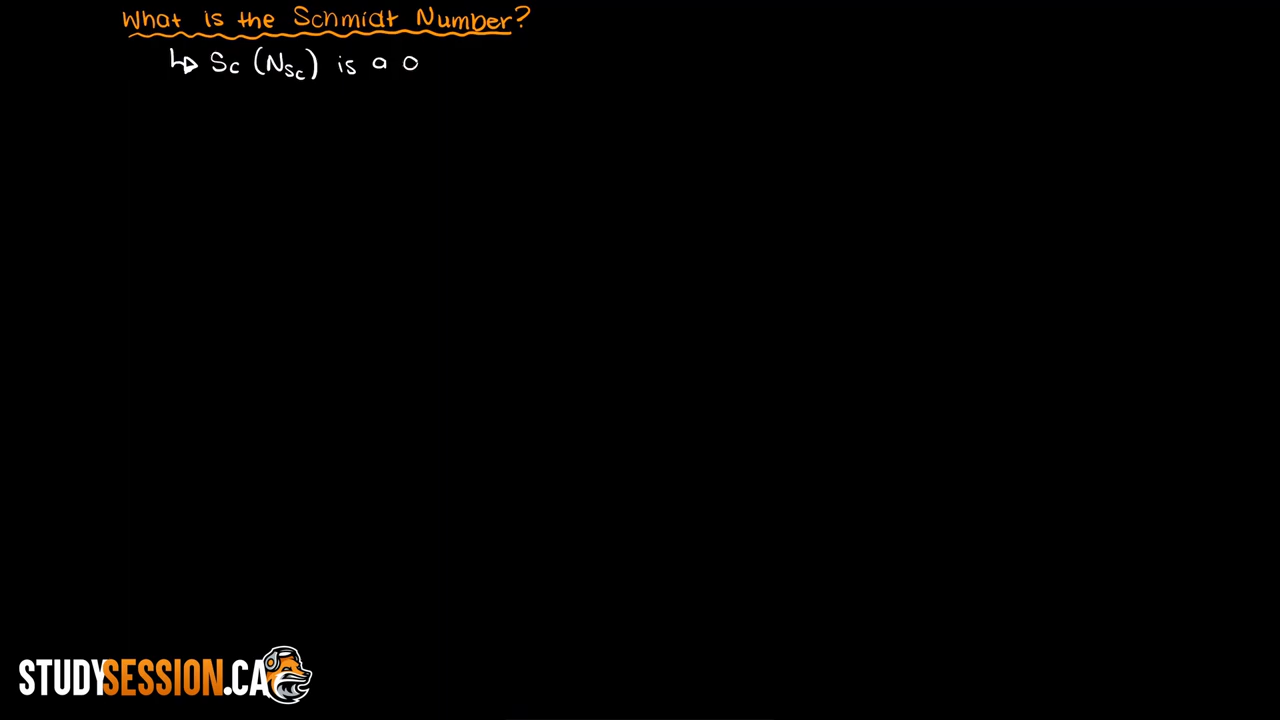 What is the Schmidt Number?
↳ Sc (Nsc) is a o
STUDYSESSION.CA